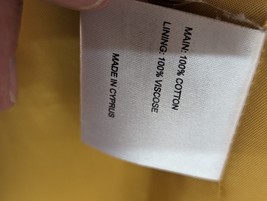 MAIN: 100% COTTON
LINING: 100% VISCOSE
MADE IN CYPRUS